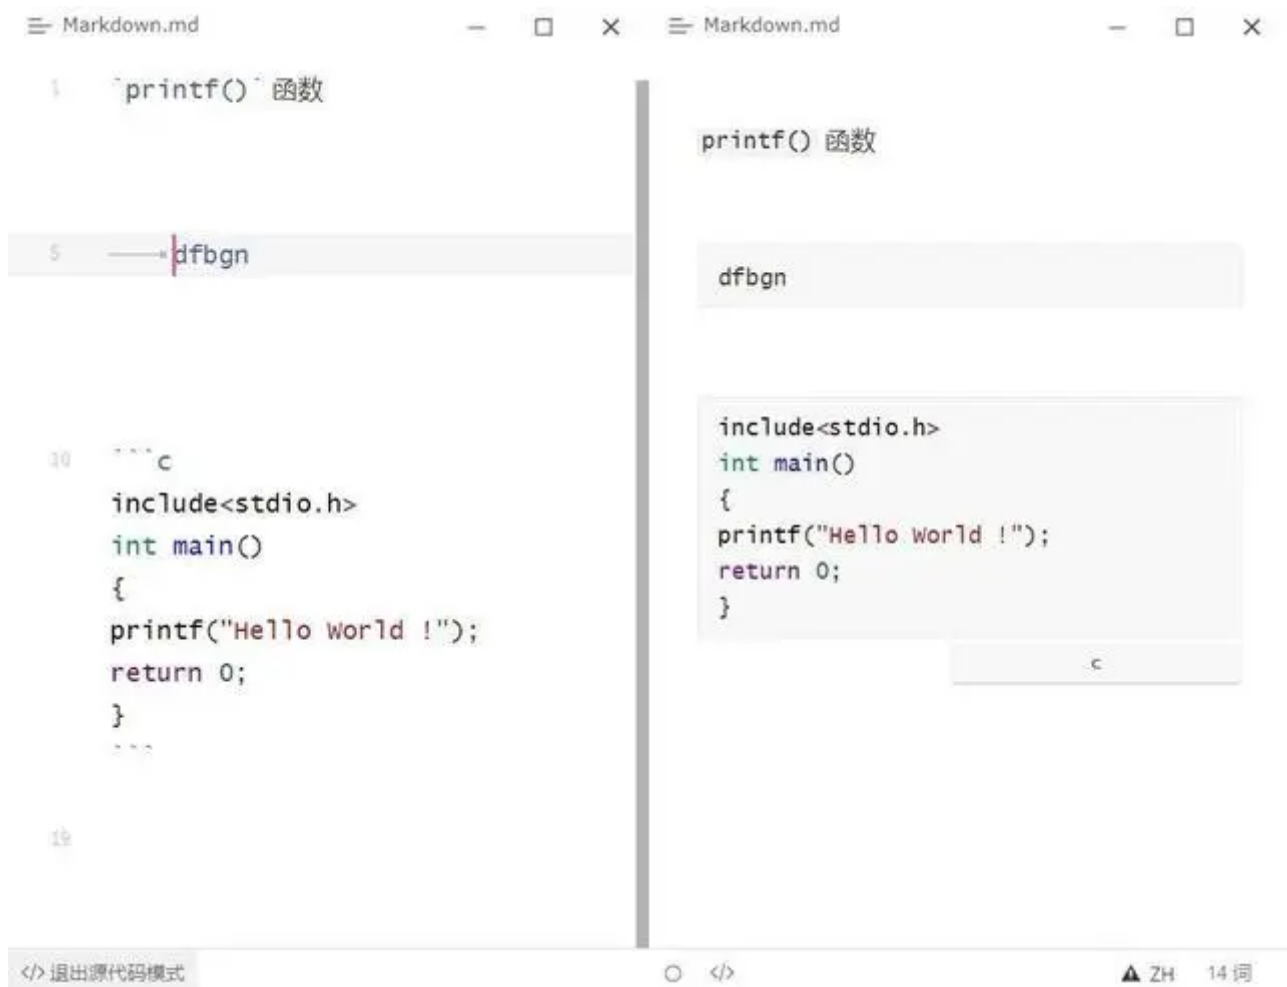 Markdown.md
1 `printf()` 函数
5 dfbgn
10 ```c
include<stdio.h>
int main()
{
printf("Hello World !");
return 0;
}
```
19
</> 退出源代码模式
Markdown.md
printf() 函数
dfbgn
include<stdio.h>
int main()
{
printf("Hello World !");
return 0;
}
c
</> ZH 14 词